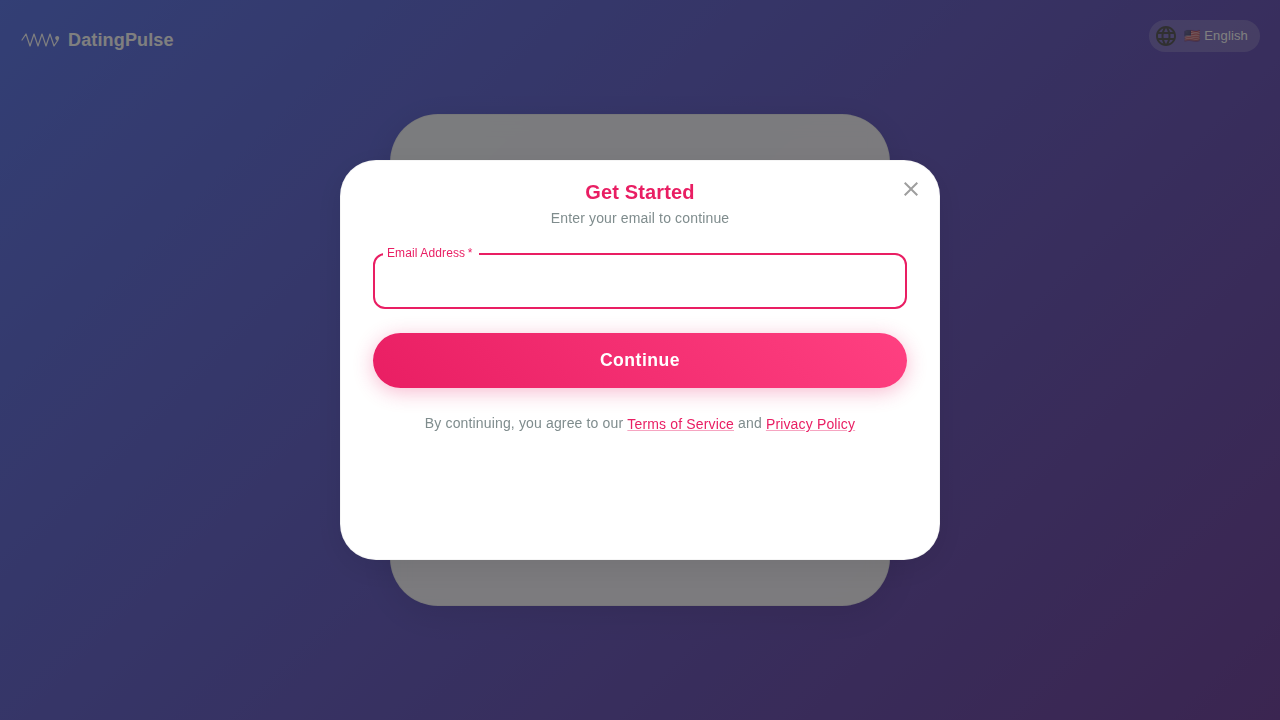 DatingPulse
🇺🇸 English
Get Started
Enter your email to continue
Email Address *
Continue
By continuing, you agree to our Terms of Service and Privacy Policy